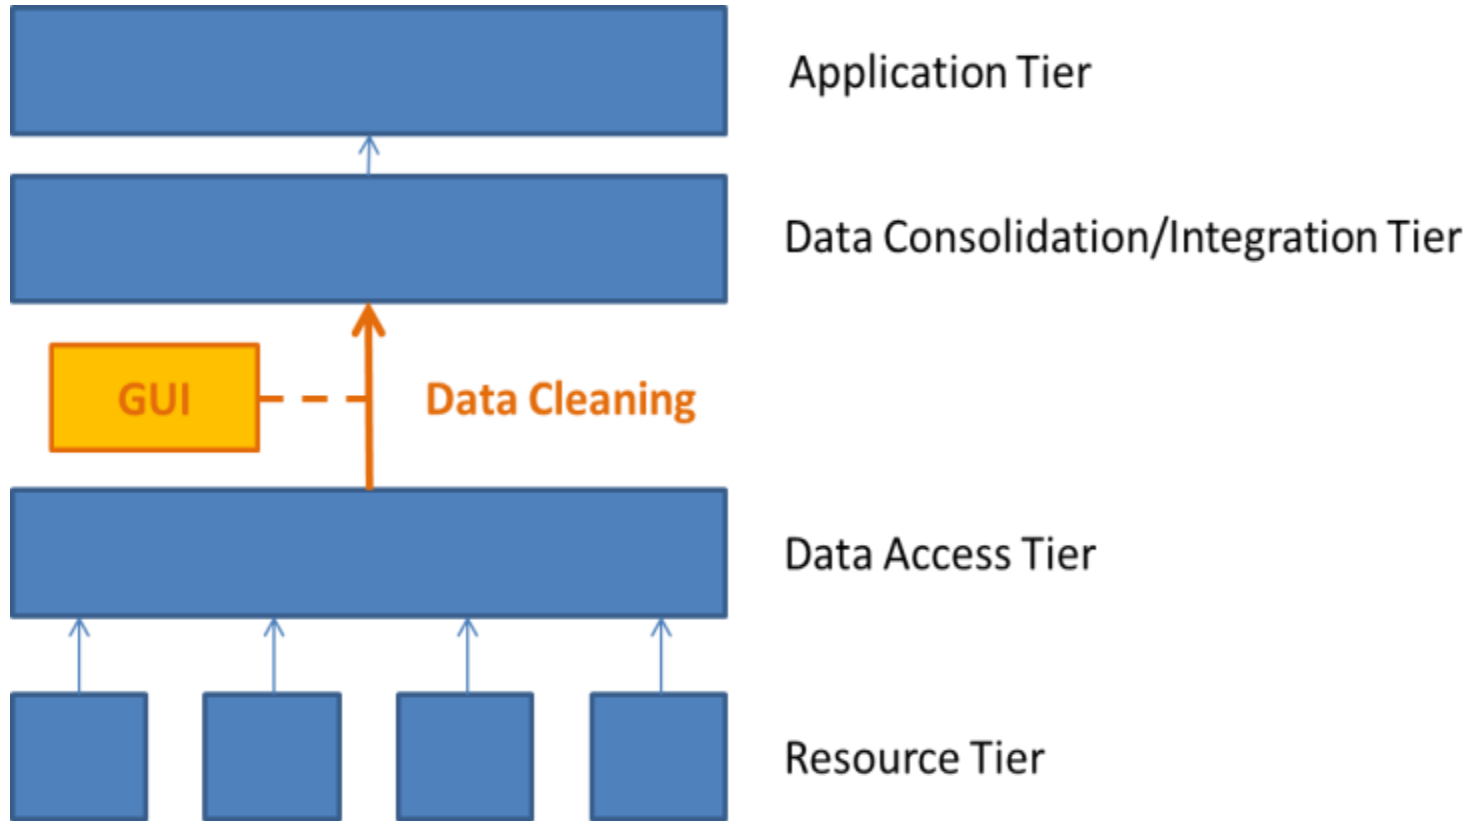 Application Tier
Data Consolidation/Integration Tier
GUI
Data Cleaning
Data Access Tier
Resource Tier